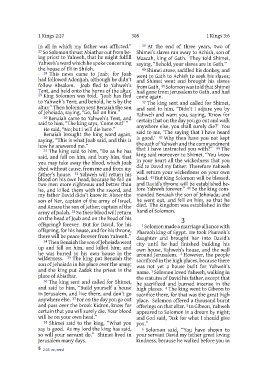 1 Kings 2:27
308
1 Kings 3:6
in all in which my father was afflicted.”
27 So Solomon thrust Abiathar out from be-
ing priest to Yahweh, that he might fulfill
Yahweh’s word which he spoke concerning
the house of Eli in Shiloh.
28 This news came to Joab; for Joab
had followed Adonijah, although he didn’t
follow Absalom. Joab fled to Yahweh’s
Tent, and held onto the horns of the altar.
29 King Solomon was told, “Joab has fled
to Yahweh’s Tent; and behold, he is by the
altar.” Then Solomon sent Benaiah the son
of Jehoiada, saying, “Go, fall on him.”
30 Benaiah came to Yahweh’s Tent, and
said to him, “The king says, ‘Come out!’ ”
He said, “No; but I will die here.”
Benaiah brought the king word again,
saying, “This is what Joab said, and this is
how he answered me.”
31 The king said to him, “Do as he has
said, and fall on him, and bury him, that
you may take away the blood, which Joab
shed without cause, from me and from my
father’s house. 32 Yahweh will return his
blood on his own head, because he fell on
two men more righteous and better than
he, and killed them with the sword, and
my father David didn’t know it: Abner the
son of Ner, captain of the army of Israel,
and Amasa the son of Jether, captain of the
army of Judah. 33 So their blood will return
on the head of Joab and on the head of his
offspring forever. But for David, for his
offspring, for his house, and for his throne,
there will be peace forever from Yahweh.”
34 Then Benaiah the son of Jehoiada went
up and fell on him, and killed him; and
he was buried in his own house in the
wilderness. 35 The king put Benaiah the
son of Jehoiada in his place over the army;
and the king put Zadok the priest in the
place of Abiathar.
36 The king sent and called for Shimei,
and said to him, “Build yourself a house
in Jerusalem, and live there, and don’t go
anywhere else. 37 For on the day you go out
and pass over the brook Kidron, know for
certain that you will surely die. Your blood
will be on your own head.”
38 Shimei said to the king, “What you
say is good. As my lord the king has said,
so will your servant do.” Shimei lived in
Jerusalem many days.
39 At the end of three years, two of
Shimei’s slaves ran away to Achish, son of
Maacah, king of Gath. They told Shimei,
saying, “Behold, your slaves are in Gath.”
40 Shimei arose, saddled his donkey, and
went to Gath to Achish to seek his slaves;
and Shimei went and brought his slaves
from Gath. 41 Solomon was told that Shimei
had gone from Jerusalem to Gath, and had
come again.
42 The king sent and called for Shimei,
and said to him, “Didn’t I adjure you by
Yahweh and warn you, saying, ‘Know for
certain that on the day you go out and walk
anywhere else, you shall surely die?’ You
said to me, ‘The saying that I have heard
is good.’ 43 Why then have you not kept
the oath of Yahweh and the commandment
that I have instructed you with?” 44 The
king said moreover to Shimei, “You know
in your heart all the wickedness that you
did to David my father. Therefore Yahweh
will return your wickedness on your own
head. 45 But King Solomon will be blessed,
and David’s throne will be established be-
fore Yahweh forever.” 46 So the king com-
manded Benaiah the son of Jehoiada; and
he went out, and fell on him, so that he
died. The kingdom was established in the
hand of Solomon.
3
1 Solomon made a marriage alliance with
Pharaoh king of Egypt. He took Pharaoh’s
daughter and brought her into David’s
city until he had finished building his
own house, Yahweh’s house, and the wall
around Jerusalem. 2 However, the people
sacrificed in the high places, because there
was not yet a house built for Yahweh’s
name. 3 Solomon loved Yahweh, walking in
the statutes of David his father, except that
he sacrificed and burned incense in the
high places. 4 The king went to Gibeon to
sacrifice there, for that was the great high
place. Solomon offered a thousand burnt
offerings on that altar. 5 In Gibeon, Yahweh
appeared to Solomon in a dream by night;
and God said, “Ask for what I should give
you.”
6 Solomon said, “You have shown to
your servant David my father great loving
kindness, because he walked before you in